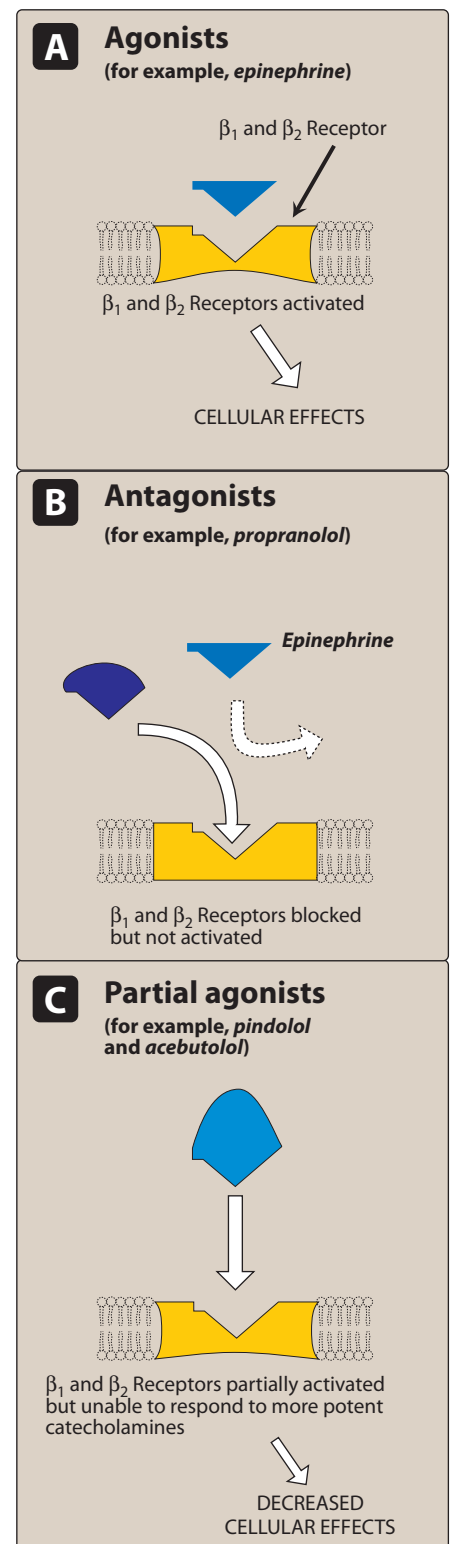 A Agonists
(for example, epinephrine)
β1 and β2 Receptor
β1 and β2 Receptors activated
CELLULAR EFFECTS
B Antagonists
(for example, propranolol)
Epinephrine
β1 and β2 Receptors blocked
but not activated
C Partial agonists
(for example, pindolol
and acebutolol)
β1 and β2 Receptors partially activated
but unable to respond to more potent
catecholamines
DECREASED
CELLULAR EFFECTS